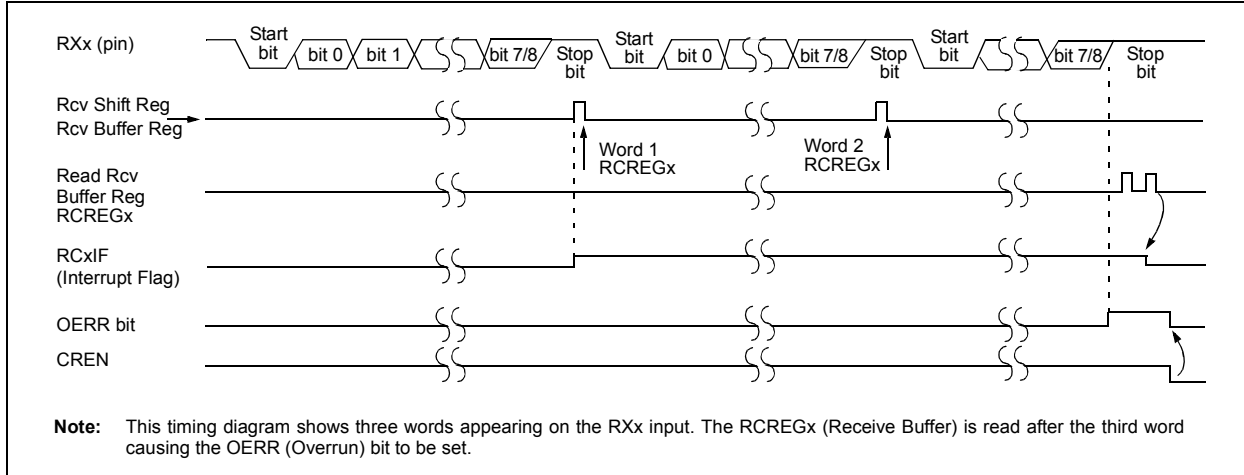 RXx (pin)
Start bit
bit 0
bit 1
bit 7/8
Stop bit
Start bit
bit 0
bit 7/8
Stop bit
Start bit
bit 7/8
Stop bit
Rcv Shift Reg
Rcv Buffer Reg
Word 1
RCREGx
Word 2
RCREGx
Read Rcv
Buffer Reg
RCREGx
RCxIF
(Interrupt Flag)
OERR bit
CREN
Note: This timing diagram shows three words appearing on the RXx input. The RCREGx (Receive Buffer) is read after the third word
causing the OERR (Overrun) bit to be set.